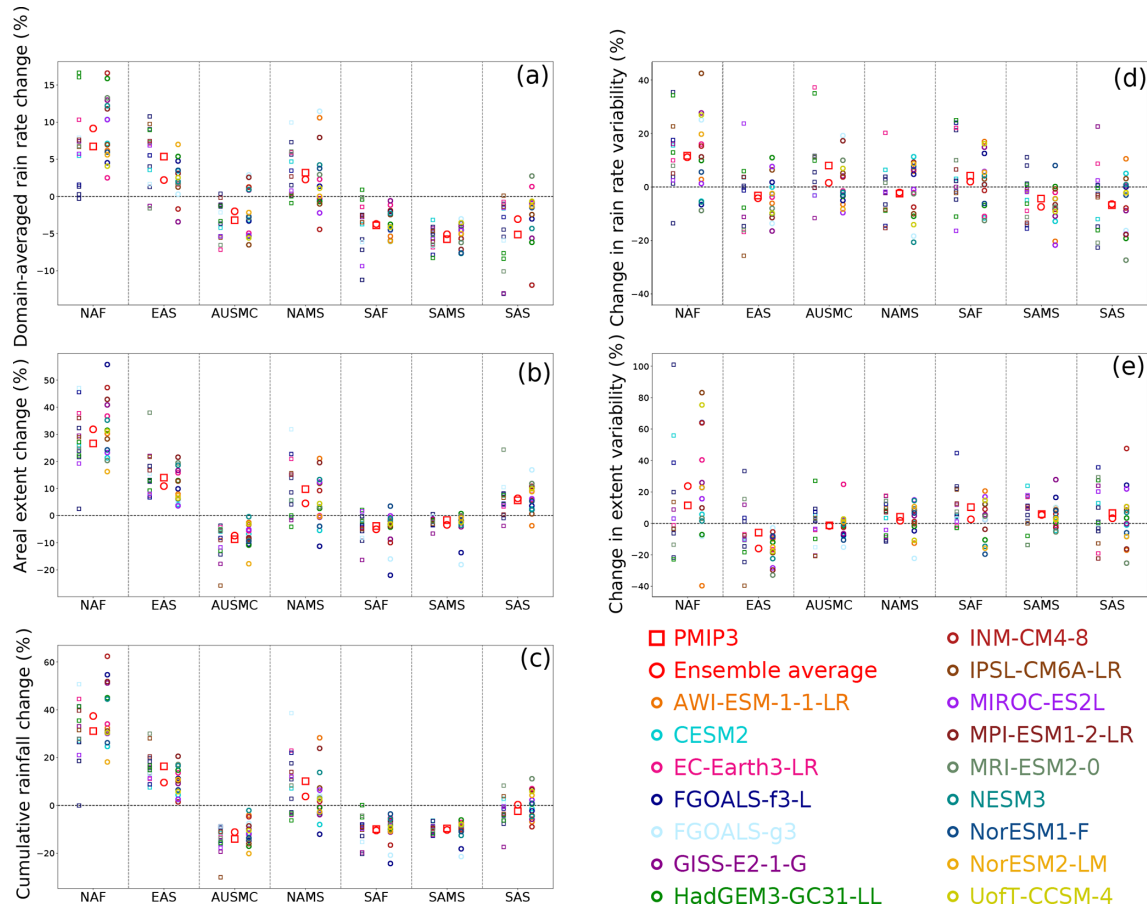 Domain-averaged rain rate change (%)
(a)
15
10
5
0
−5
−10
NAF EAS AUSMC NAMS SAF SAMS SAS
Areal extent change (%)
(b)
50
40
30
20
10
0
−10
−20
NAF EAS AUSMC NAMS SAF SAMS SAS
Cumulative rainfall change (%)
(c)
60
40
20
0
−20
NAF EAS AUSMC NAMS SAF SAMS SAS
Change in rain rate variability (%)
(d)
40
20
0
−20
−40
NAF EAS AUSMC NAMS SAF SAMS SAS
Change in extent variability (%)
(e)
100
80
60
40
20
0
−20
−40
NAF EAS AUSMC NAMS SAF SAMS SAS
PMIP3
Ensemble average
AWI-ESM-1-1-LR
CESM2
EC-Earth3-LR
FGOALS-f3-L
FGOALS-g3
GISS-E2-1-G
HadGEM3-GC31-LL
INM-CM4-8
IPSL-CM6A-LR
MIROC-ES2L
MPI-ESM1-2-LR
MRI-ESM2-0
NESM3
NorESM1-F
NorESM2-LM
UofT-CCSM-4